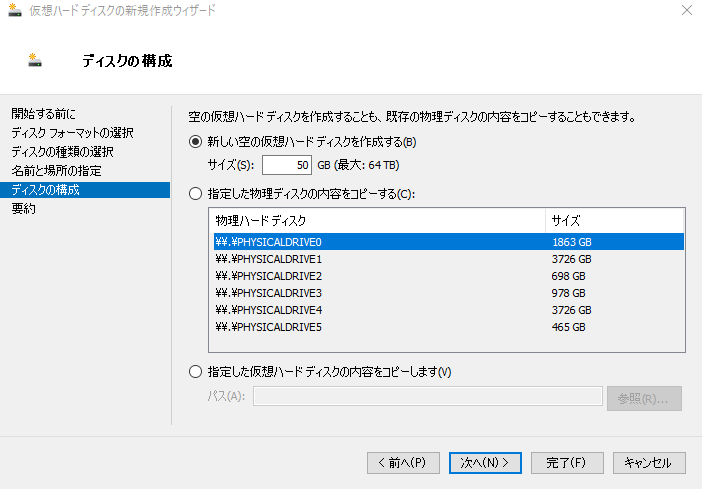 仮想ハード ディスクの新規作成ウィザード
ディスクの構成
開始する前に
ディスク フォーマットの選択
ディスクの種類の選択
名前と場所の指定
ディスクの構成
要約
空の仮想ハード ディスクを作成することも、既存の物理ディスクの内容をコピーすることもできます。
新しい空の仮想ハード ディスクを作成する(B)
サイズ(S): 50 GB (最大: 64 TB)
指定した物理ディスクの内容をコピーする(C):
物理ハード ディスク サイズ
¥¥.¥PHYSICALDRIVE0 1863 GB
¥¥.¥PHYSICALDRIVE1 3726 GB
¥¥.¥PHYSICALDRIVE2 698 GB
¥¥.¥PHYSICALDRIVE3 978 GB
¥¥.¥PHYSICALDRIVE4 3726 GB
¥¥.¥PHYSICALDRIVE5 465 GB
指定した仮想ハード ディスクの内容をコピーします(V)
パス(A): 参照(R)...
< 前へ(P) 次へ(N) > 完了(F) キャンセル